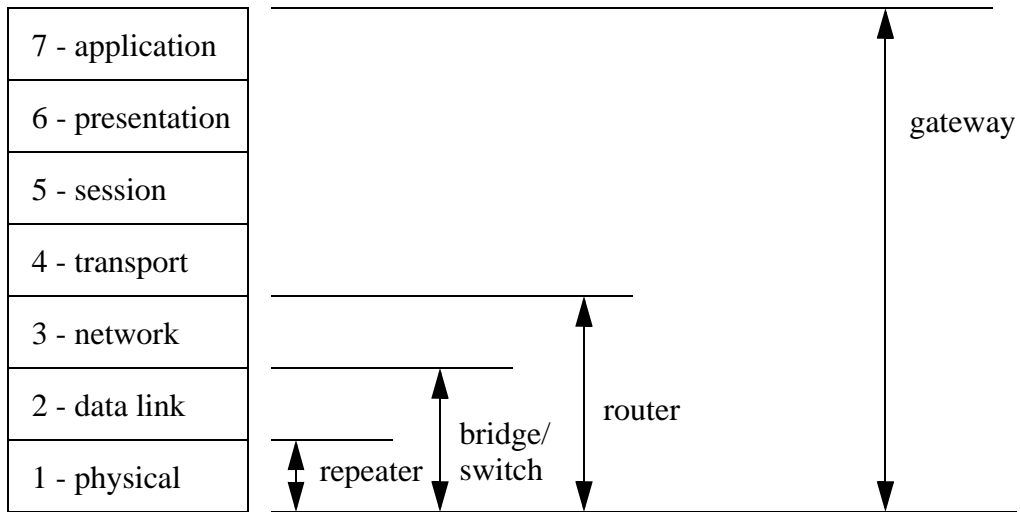 7 - application
6 - presentation
gateway
5 - session
4 - transport
3 - network
2 - data link
router
bridge/
switch
1 - physical
repeater